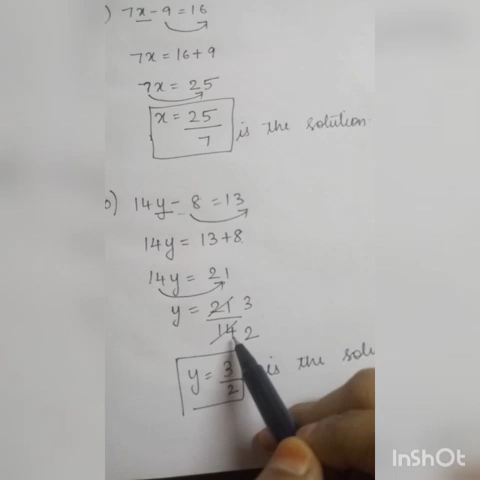 ) 7x - 9 = 16
7x = 16 + 9
7x = 25
x = 25/7 is the solution.
b) 14y - 8 = 13
14y = 13 + 8
14y = 21
y = 21/14 3/2
y = 3/2 is the solu
InShOt